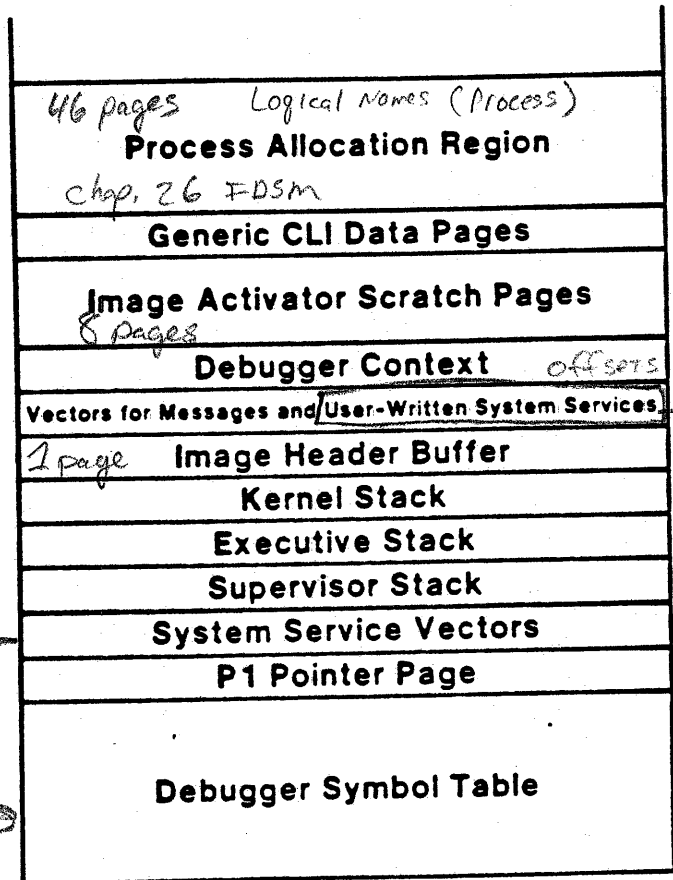 46 pages Logical Names (Process)
Process Allocation Region
Chap. 26 IDSM
Generic CLI Data Pages
Image Activator Scratch Pages
8 pages
Debugger Context offsets
Vectors for Messages and User-Written System Services
1 page Image Header Buffer
Kernel Stack
Executive Stack
Supervisor Stack
System Service Vectors
P1 Pointer Page
Debugger Symbol Table